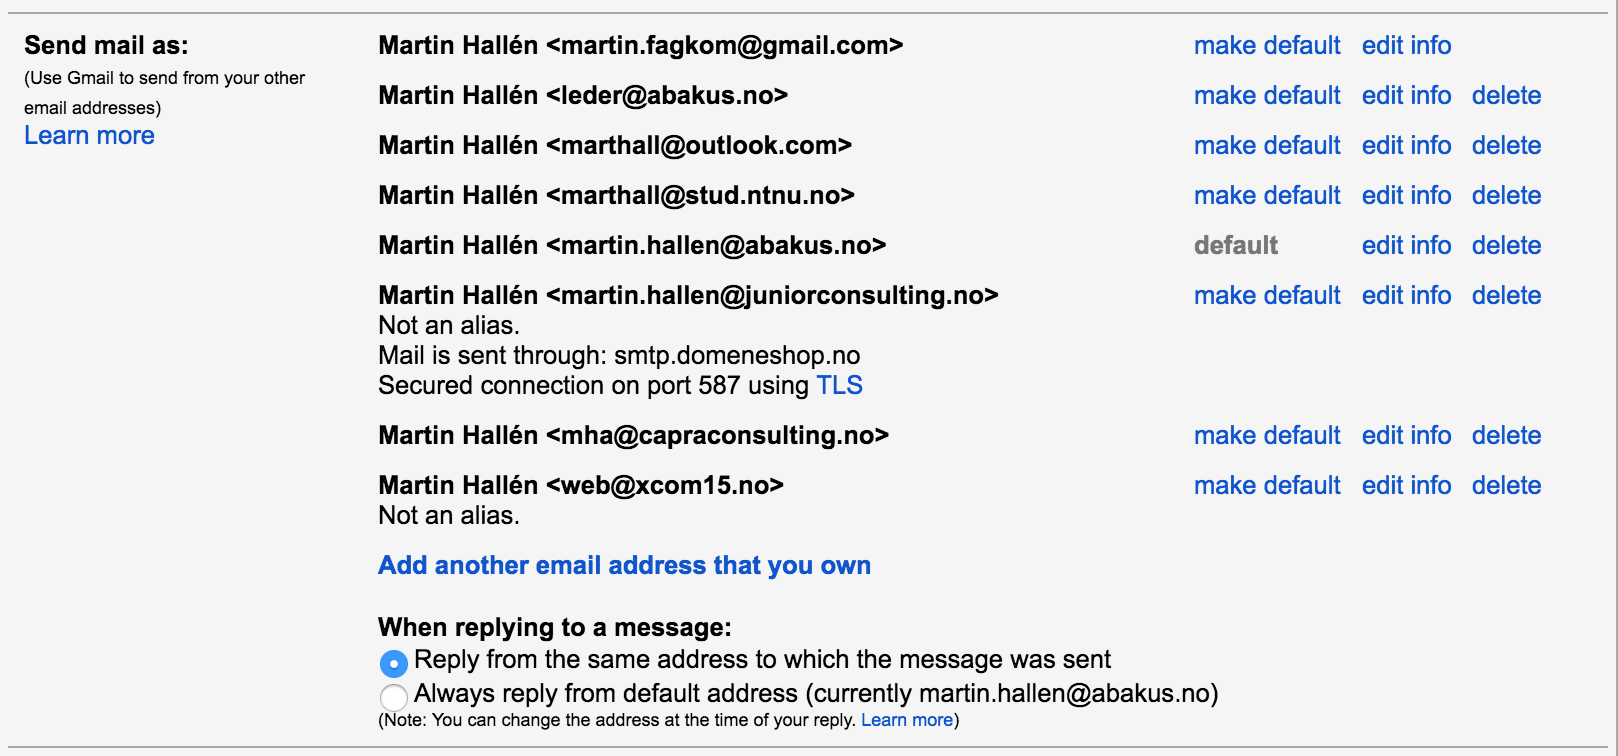 Send mail as:
(Use Gmail to send from your other
email addresses)
Learn more
Martin Hallén <martin.fagkom@gmail.com> make default edit info
Martin Hallén <leder@abakus.no> make default edit info delete
Martin Hallén <marthall@outlook.com> make default edit info delete
Martin Hallén <marthall@stud.ntnu.no> make default edit info delete
Martin Hallén <martin.hallen@abakus.no> default edit info delete
Martin Hallén <martin.hallen@juniorconsulting.no> make default edit info delete
Not an alias.
Mail is sent through: smtp.domeneshop.no
Secured connection on port 587 using TLS
Martin Hallén <mha@capraconsulting.no> make default edit info delete
Martin Hallén <web@xcom15.no> make default edit info delete
Not an alias.
Add another email address that you own
When replying to a message:
Reply from the same address to which the message was sent
Always reply from default address (currently martin.hallen@abakus.no)
(Note: You can change the address at the time of your reply. Learn more)